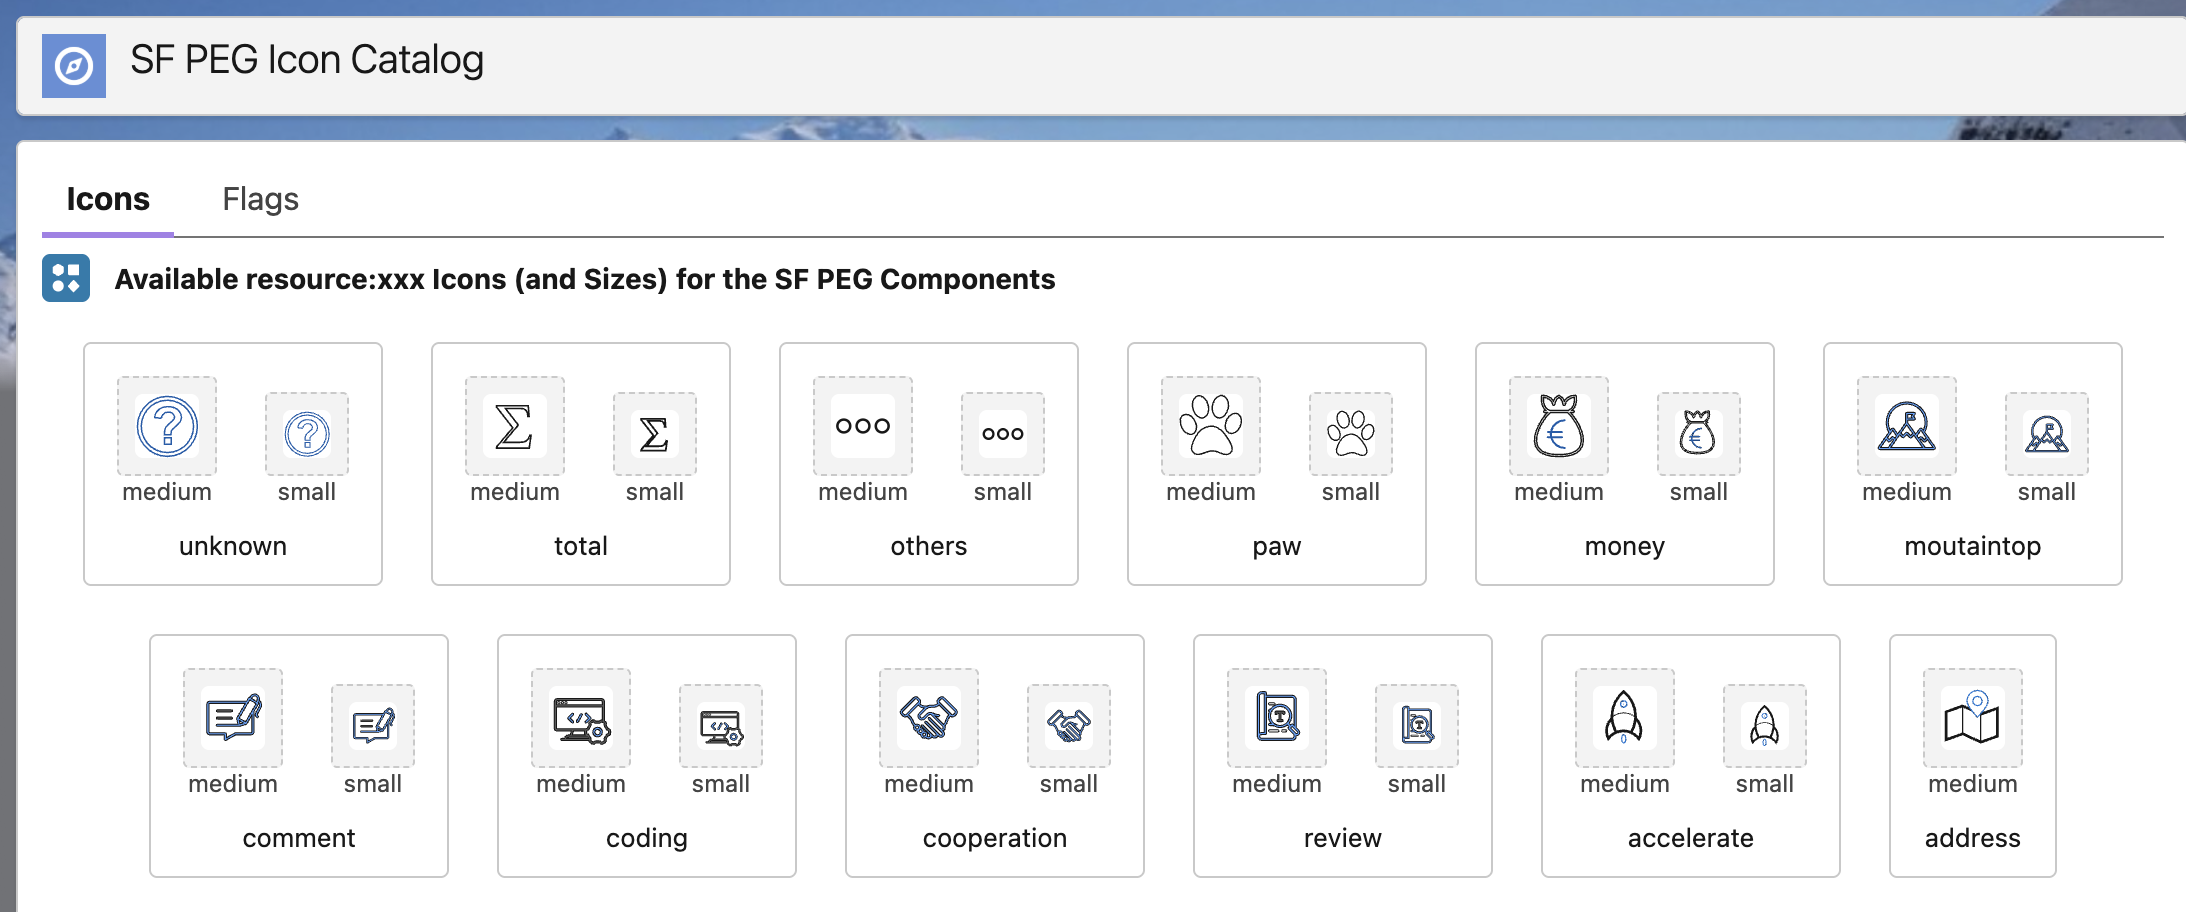 SF PEG Icon Catalog
Icons Flags
Available resource:xxx Icons (and Sizes) for the SF PEG Components
medium small medium small medium small medium small medium small medium small
unknown total others paw money moutaintop
medium small medium small medium small medium small medium small medium
comment coding cooperation review accelerate address